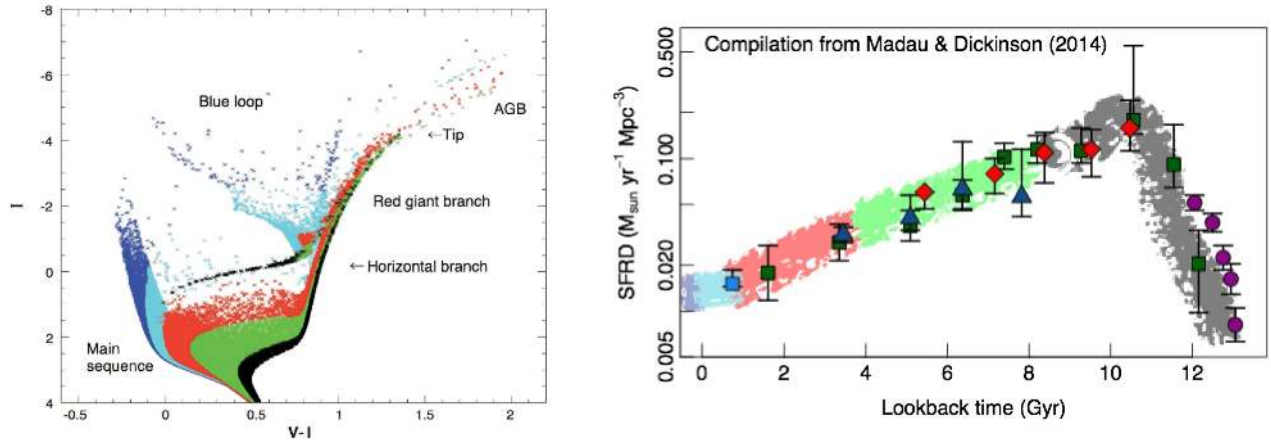 -8
-6
-4
-2
0
2
4
I
-0.5
0
0.5
1
1.5
2
V-I
Blue loop
AGB
←Tip
Red giant branch
←Horizontal branch
Main
sequence
Compilation from Madau & Dickinson (2014)
0.500
0.100
0.020
0.005
SFRD (Msun yr−1 Mpc−3)
0
2
4
6
8
10
12
Lookback time (Gyr)